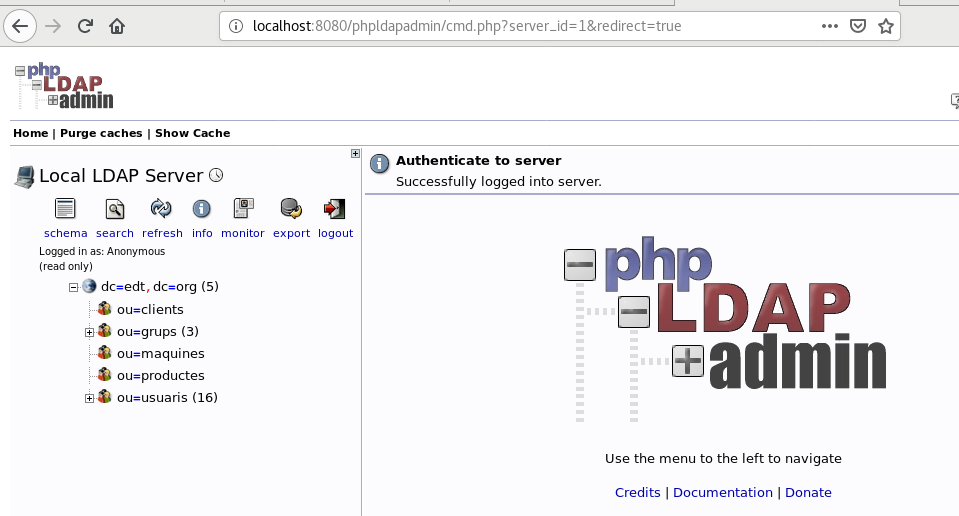 localhost:8080/phpldapadmin/cmd.php?server_id=1&redirect=true
php
LDAP
admin
Home | Purge caches | Show Cache
Local LDAP Server
schema search refresh info monitor export logout
Logged in as: Anonymous
(read only)
dc=edt, dc=org (5)
ou=clients
ou=grups (3)
ou=maquines
ou=productes
ou=usuaris (16)
Authenticate to server
Successfully logged into server.
php
LDAP
admin
Use the menu to the left to navigate
Credits | Documentation | Donate